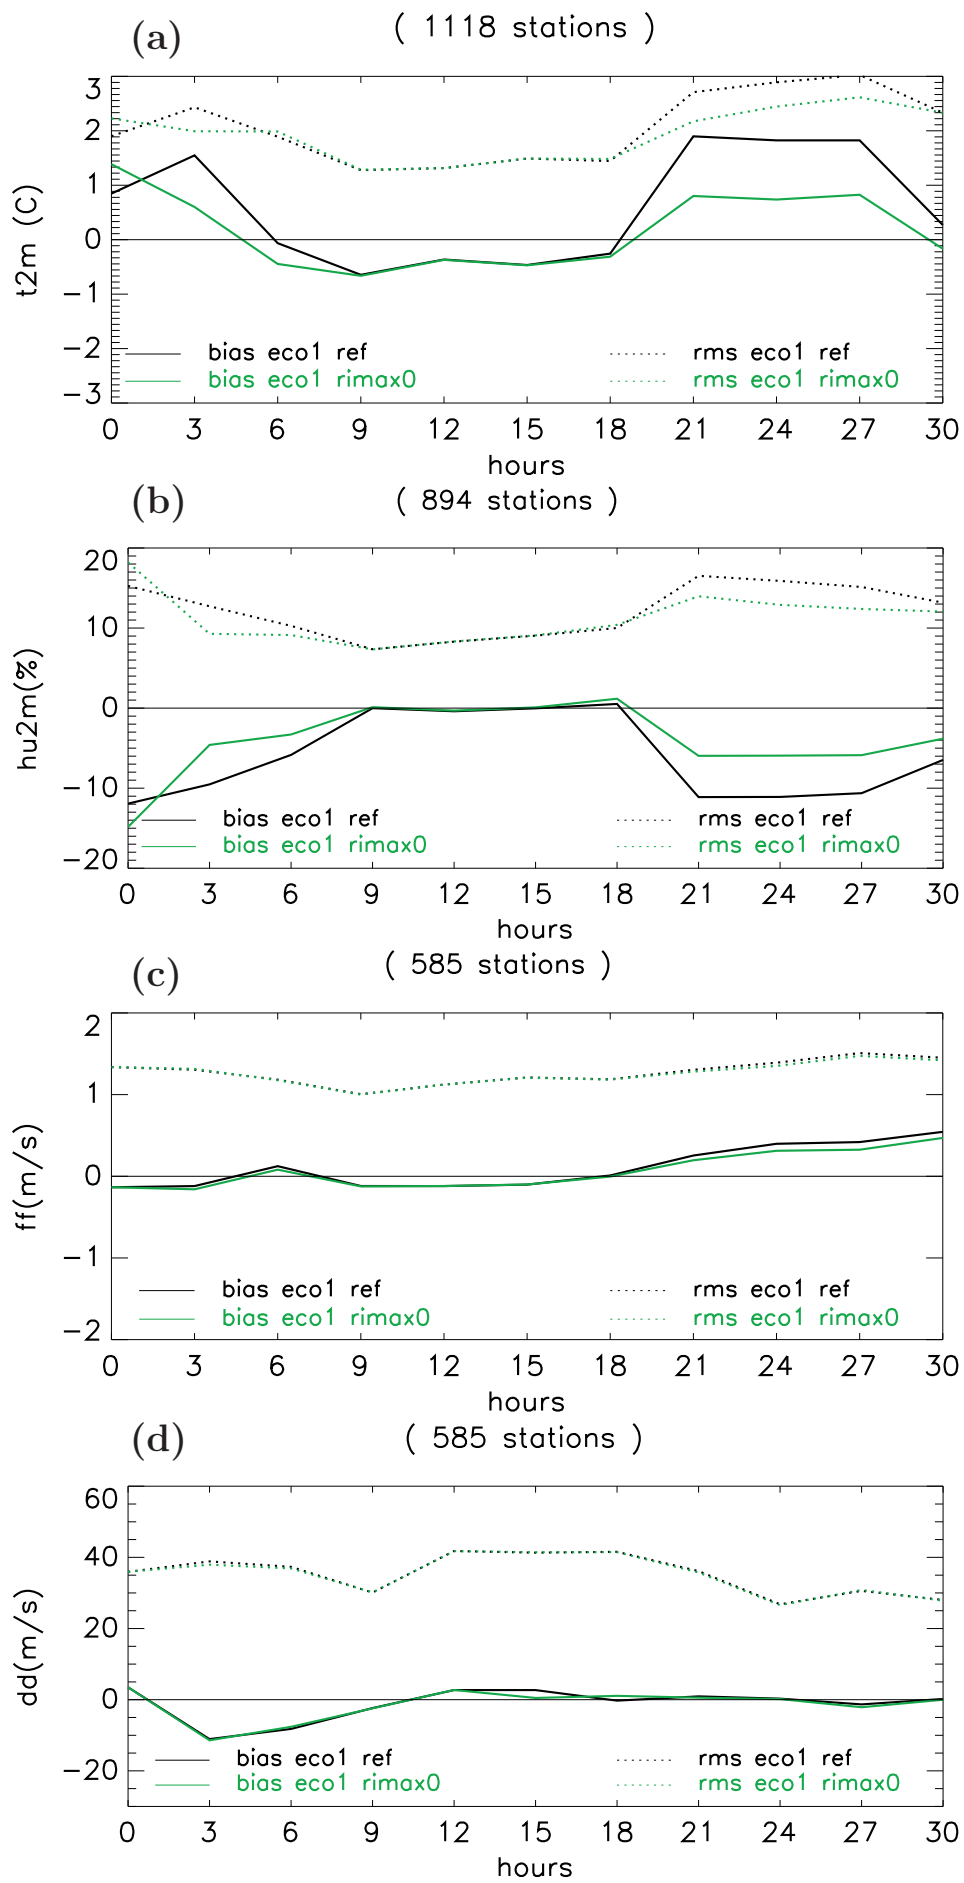 (a) ( 1118 stations )
3
2
1
0
−1
−2
−3
t2m (C)
bias eco1 ref rms eco1 ref
bias eco1 rimax0 rms eco1 rimax0
0 3 6 9 12 15 18 21 24 27 30
hours
(b) ( 894 stations )
20
10
0
−10
−20
hu2m(%)
bias eco1 ref rms eco1 ref
bias eco1 rimax0 rms eco1 rimax0
0 3 6 9 12 15 18 21 24 27 30
hours
(c) ( 585 stations )
2
1
0
−1
−2
ff(m/s)
bias eco1 ref rms eco1 ref
bias eco1 rimax0 rms eco1 rimax0
0 3 6 9 12 15 18 21 24 27 30
hours
(d) ( 585 stations )
60
40
20
0
−20
dd(m/s)
bias eco1 ref rms eco1 ref
bias eco1 rimax0 rms eco1 rimax0
0 3 6 9 12 15 18 21 24 27 30
hours